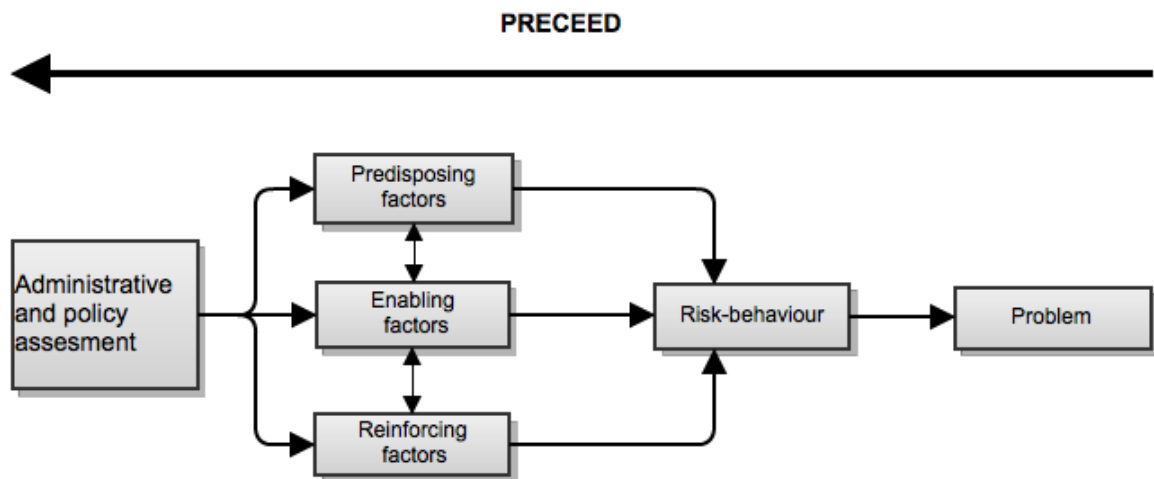 PRECEED
Predisposing
factors
Administrative
and policy
assesment
Enabling
factors
Risk-behaviour
Problem
Reinforcing
factors